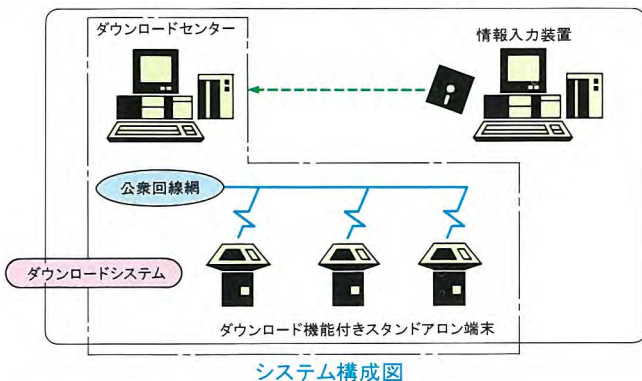 ダウンロードセンター
情報入力装置
公衆回線網
ダウンロードシステム
ダウンロード機能付きスタンドアロン端末
システム構成図